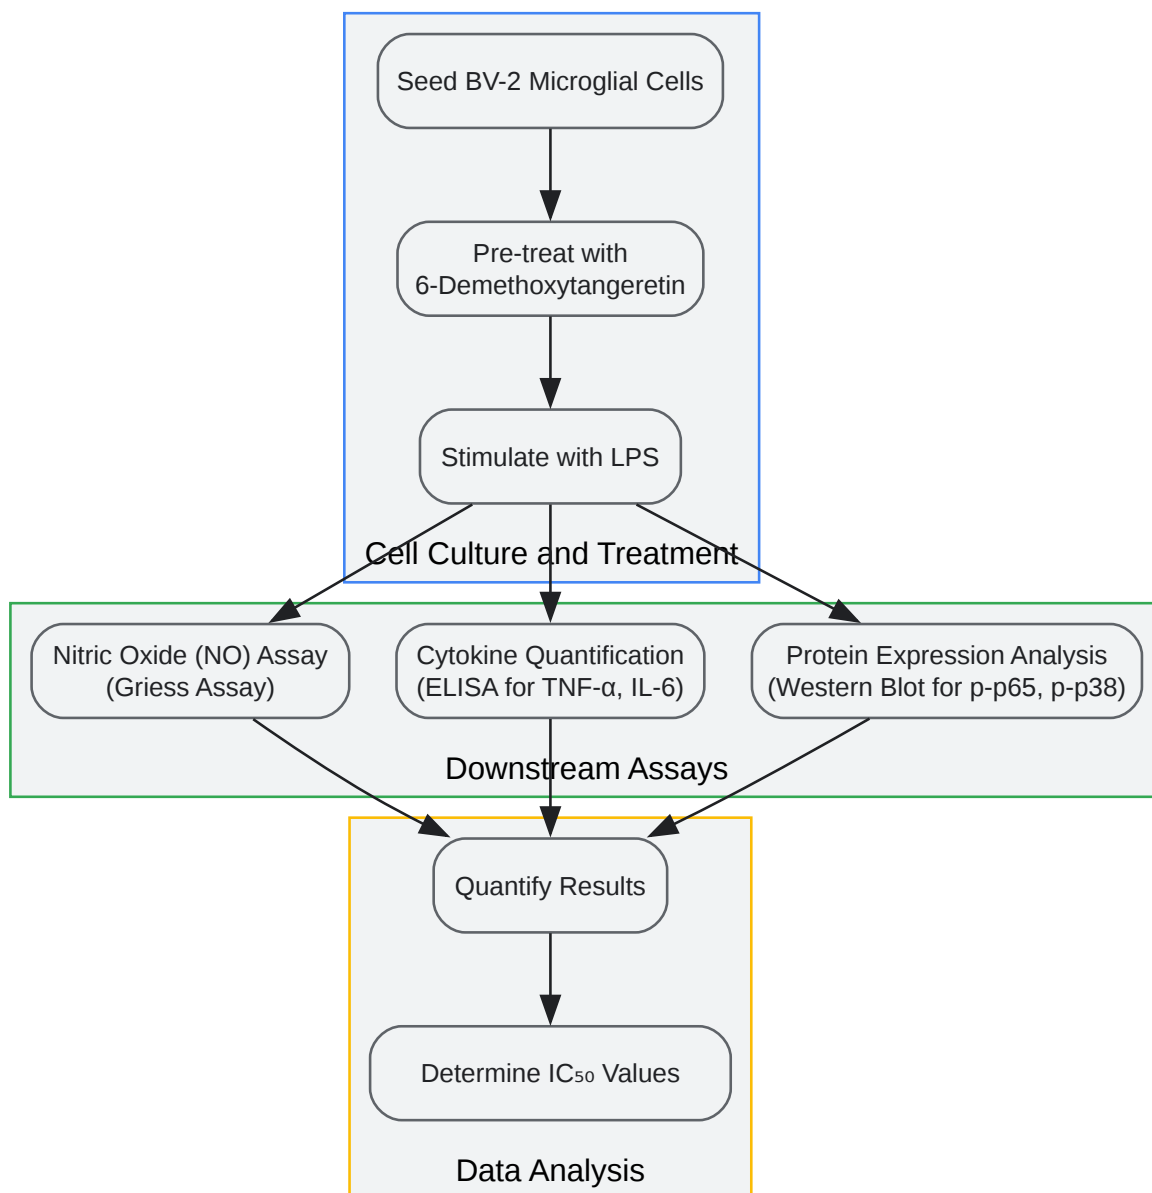 Seed BV-2 Microglial Cells
Pre-treat with
6-Demethoxytangeretin
Stimulate with LPS
Cell Culture and Treatment
Nitric Oxide (NO) Assay
(Griess Assay)
Cytokine Quantification
(ELISA for TNF-α, IL-6)
Protein Expression Analysis
(Western Blot for p-p65, p-p38)
Downstream Assays
Quantify Results
Determine IC₅₀ Values
Data Analysis